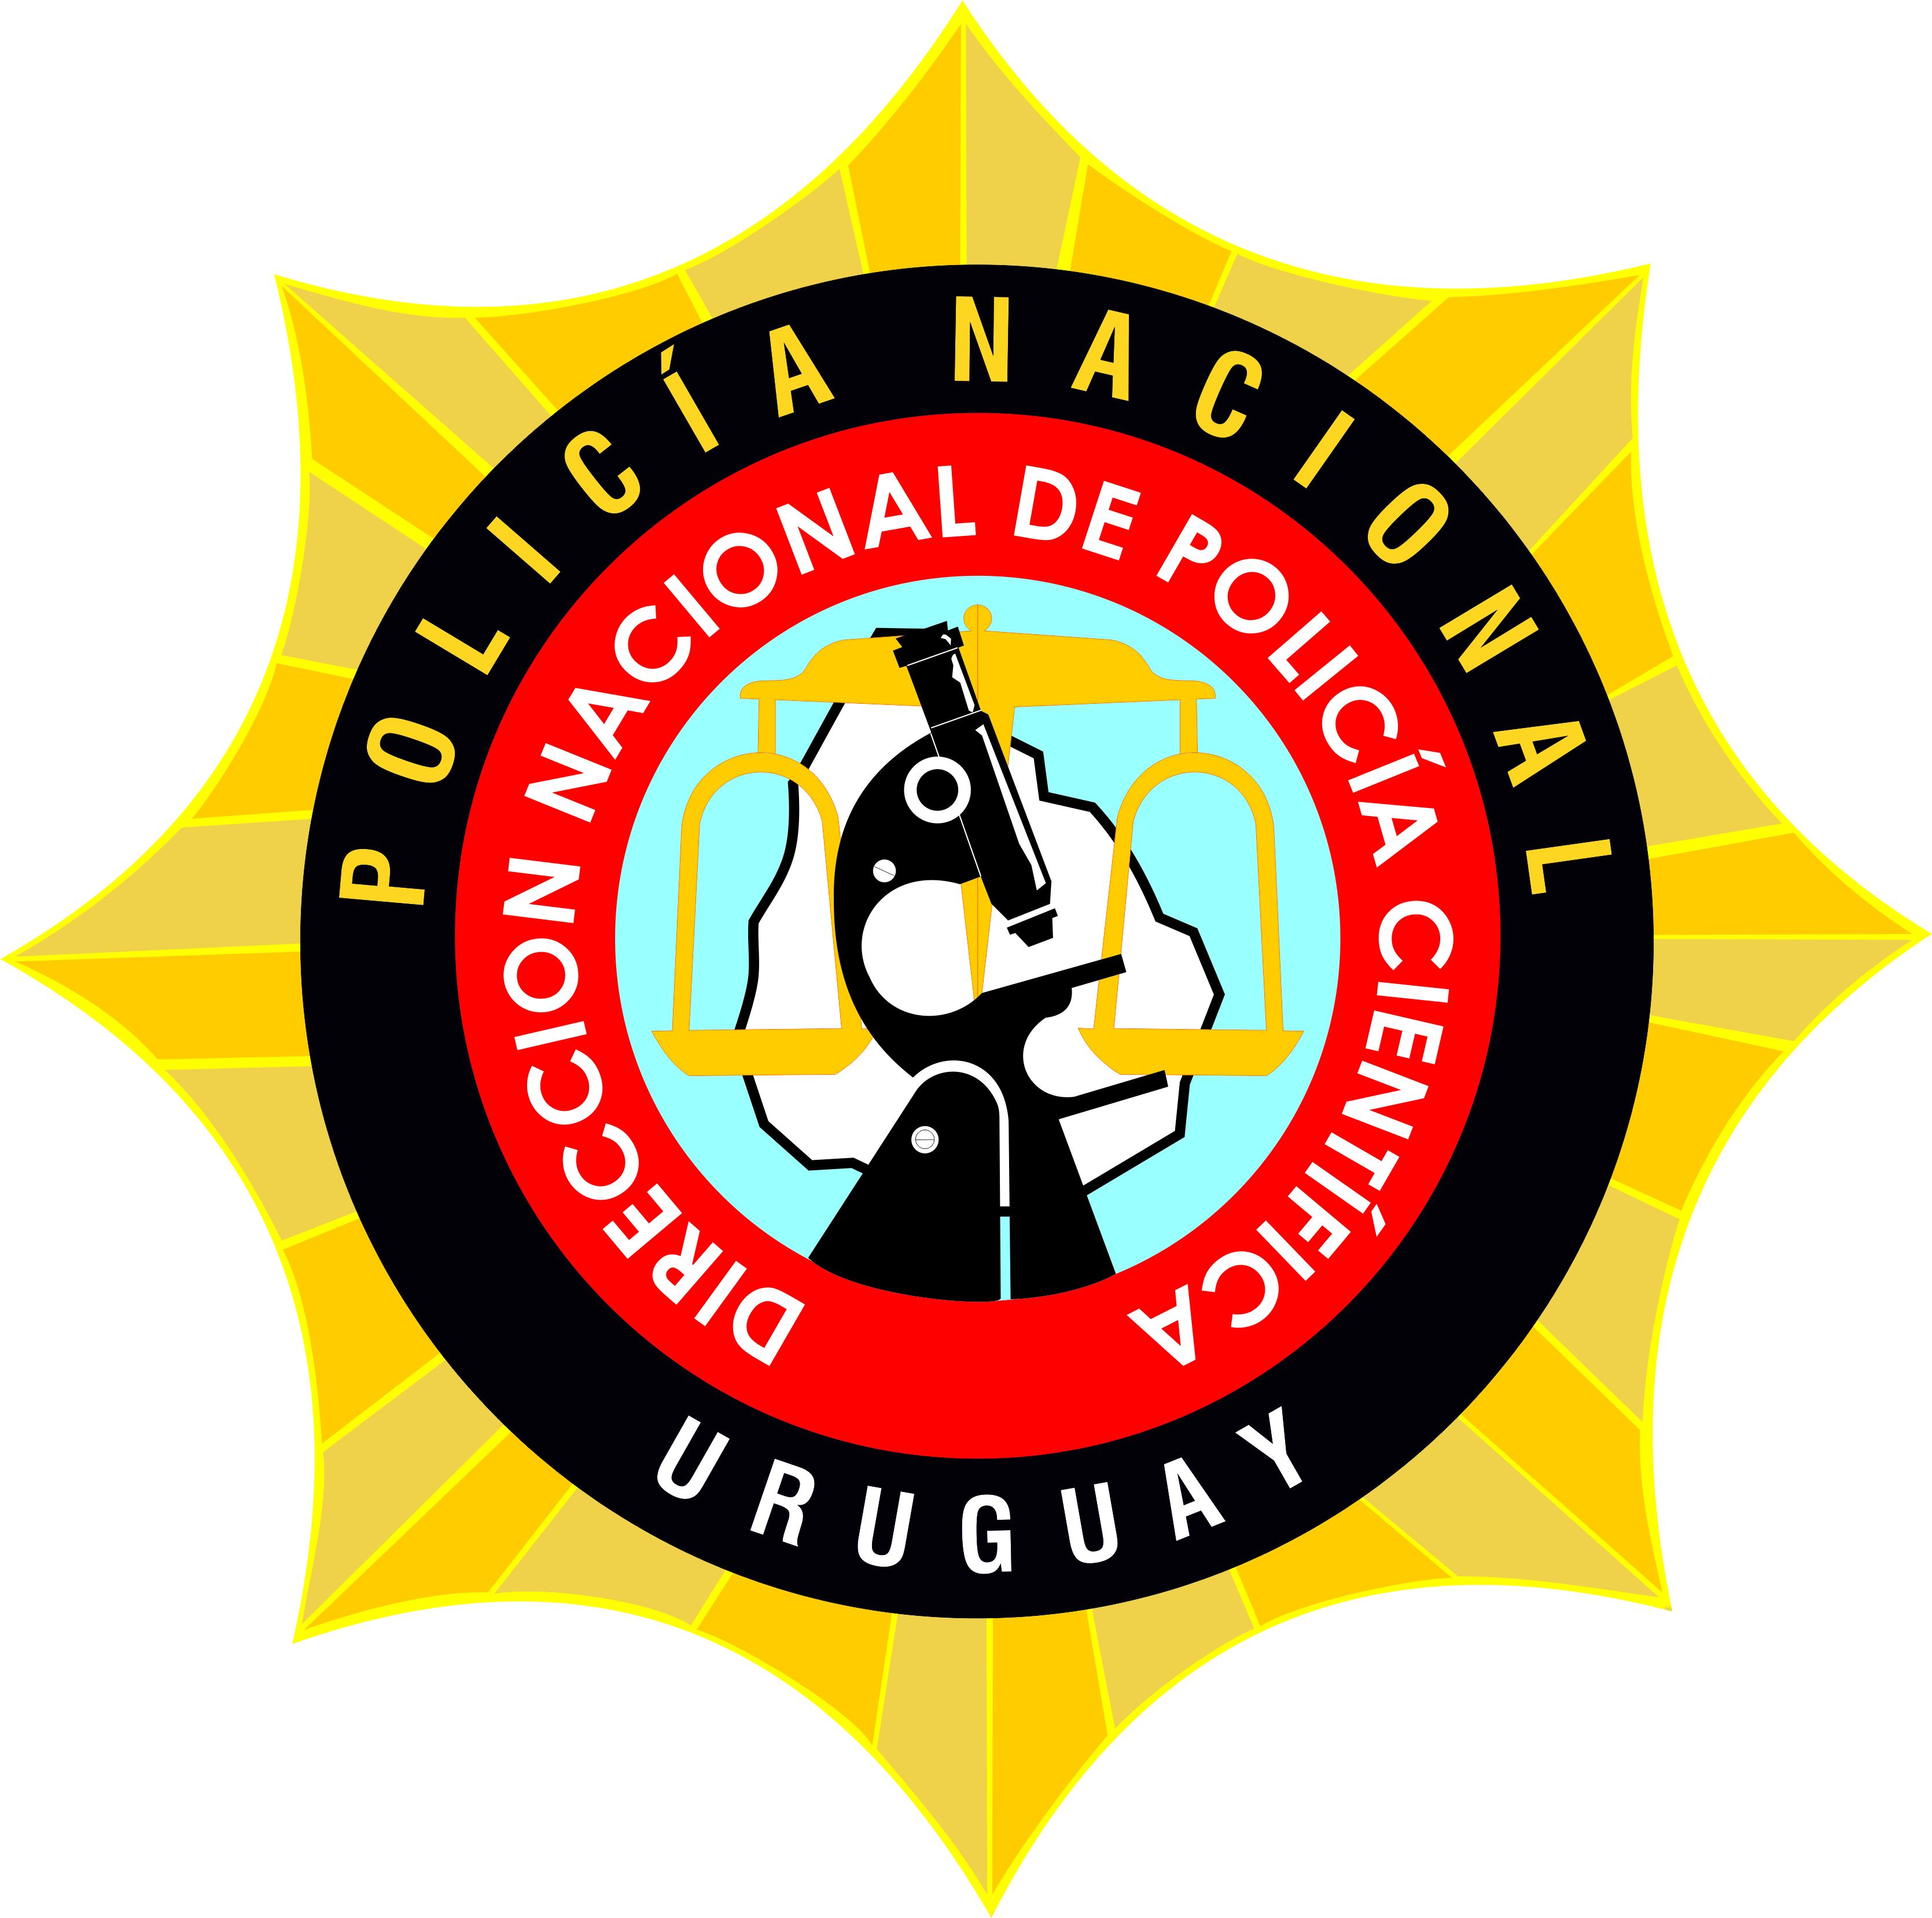 POLICÍA NACIONAL
DIRECCION NACIONAL DE POLICÍA CIENTÍFICA
URUGUAY